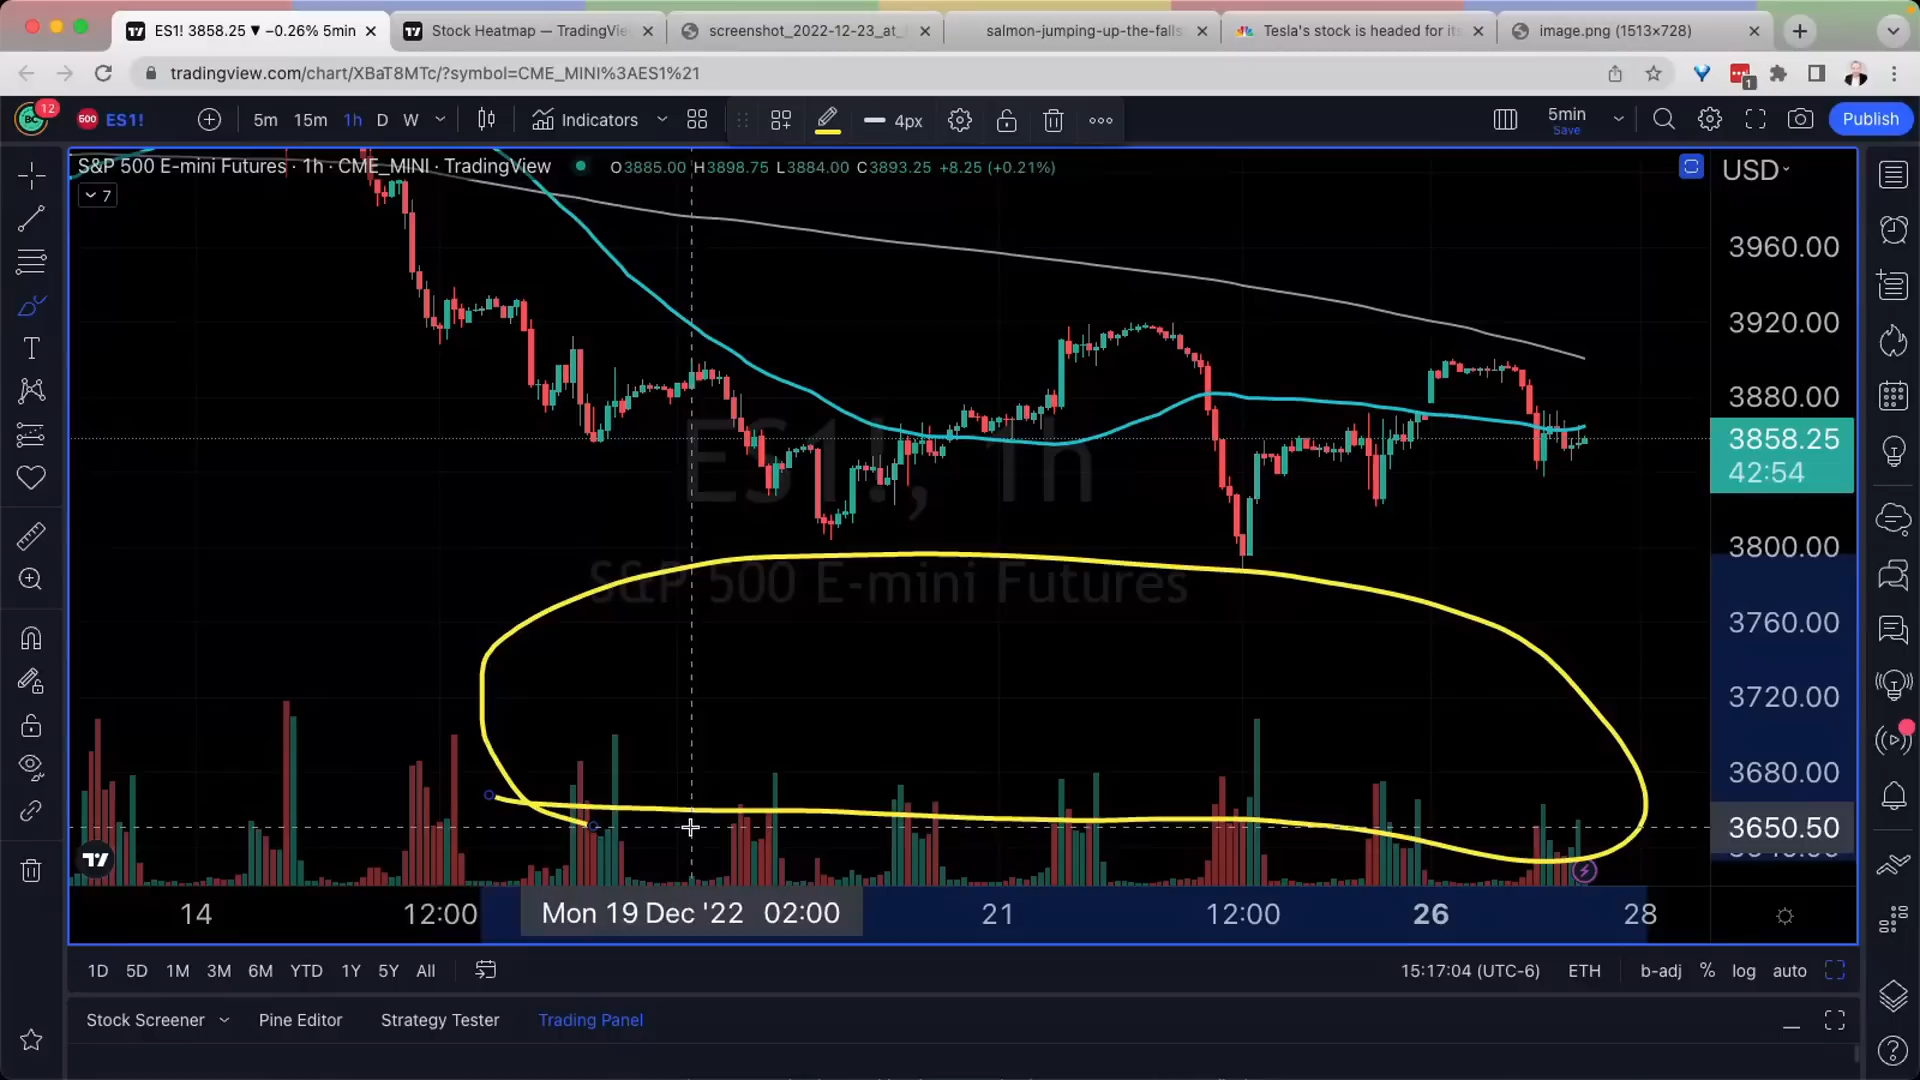 ES1! 3858.25 ▼ −0.26% 5min
Stock Heatmap — TradingVie
screenshot_2022-12-23_at_
salmon-jumping-up-the-falls
Tesla's stock is headed for its
image.png (1513×728)
tradingview.com/chart/XBaT8MTc/?symbol=CME_MINI%3AES1%21
1
12
500 ES1!
5m 15m 1h D W
Indicators
4px
5min
Save
Publish
S&P 500 E-mini Futures · 1h · CME_MINI · TradingView
O3885.00 H3898.75 L3884.00 C3893.25 +8.25 (+0.21%)
7
USD
3960.00
3920.00
3880.00
3858.25
42:54
3800.00
3760.00
3720.00
3680.00
3650.50
ES1!, 1h
S&P 500 E-mini Futures
14 12:00 Mon 19 Dec '22 02:00 21 12:00 26 28
1D 5D 1M 3M 6M YTD 1Y 5Y All
15:17:04 (UTC-6) ETH b-adj % log auto
Stock Screener Pine Editor Strategy Tester Trading Panel